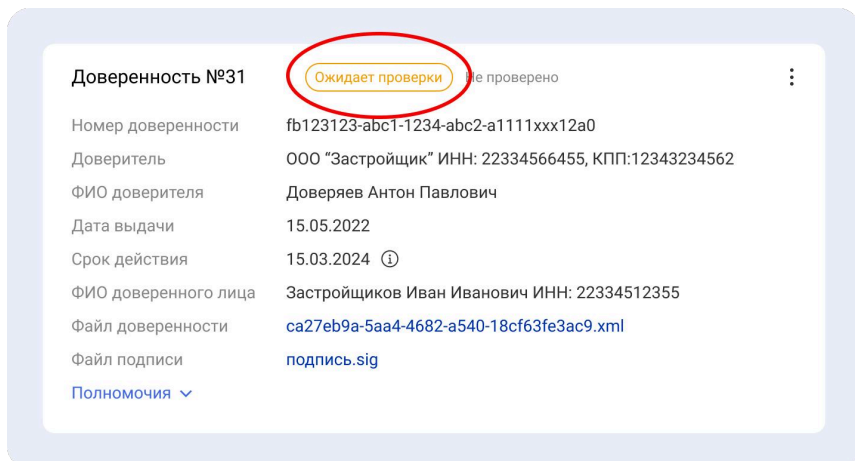 Доверенность №31 Ожидает проверки Не проверено
Номер доверенности fb123123-abc1-1234-abc2-a1111xxx12a0
Доверитель ООО “Застройщик” ИНН: 22334566455, КПП:12343234562
ФИО доверителя Доверяев Антон Павлович
Дата выдачи 15.05.2022
Срок действия 15.03.2024
ФИО доверенного лица Застройщиков Иван Иванович ИНН: 22334512355
Файл доверенности ca27eb9a-5aa4-4682-a540-18cf63fe3ac9.xml
Файл подписи подпись.sig
Полномочия